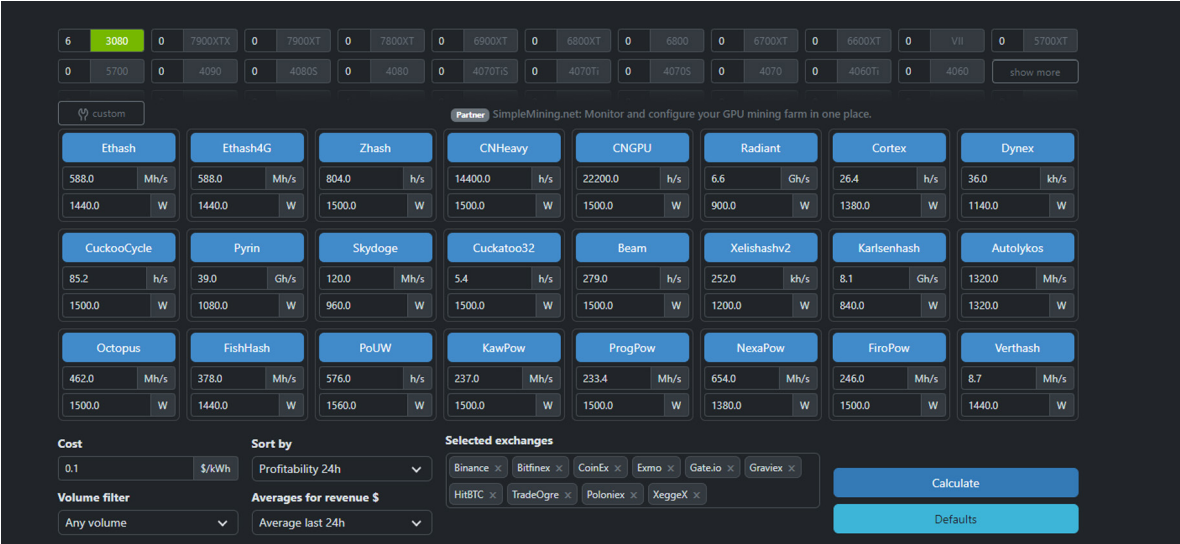 6 3080 0 7900XTX 0 7900XT 0 7800XT 0 6900XT 0 6800XT 0 6800 0 6700XT 0 6600XT 0 VII 0 5700XT
0 5700 0 4090 0 4080S 0 4080 0 4070TiS 0 4070Ti 0 4070S 0 4070 0 4060Ti 0 4060 show more
custom Partner SimpleMining.net: Monitor and configure your GPU mining farm in one place.
Ethash Ethash4G Zhash CNHeavy CNGPU Radiant Cortex Dynex
588.0 Mh/s 588.0 Mh/s 804.0 h/s 14400.0 h/s 22200.0 h/s 6.6 Gh/s 26.4 h/s 36.0 kh/s
1440.0 W 1440.0 W 1500.0 W 1500.0 W 1500.0 W 900.0 W 1380.0 W 1140.0 W
CuckooCycle Pyrin Skydoge Cuckatoo32 Beam Xelishashv2 Karlsenhash Autolykos
85.2 h/s 39.0 Gh/s 120.0 Mh/s 5.4 h/s 279.0 h/s 252.0 kh/s 8.1 Gh/s 1320.0 Mh/s
1500.0 W 1080.0 W 960.0 W 1500.0 W 1500.0 W 1200.0 W 840.0 W 1320.0 W
Octopus FishHash PoUW KawPow ProgPow NexaPow FiroPow Verthash
462.0 Mh/s 378.0 Mh/s 576.0 h/s 237.0 Mh/s 233.4 Mh/s 654.0 Mh/s 246.0 Mh/s 8.7 Mh/s
1500.0 W 1440.0 W 1560.0 W 1500.0 W 1500.0 W 1380.0 W 1500.0 W 1440.0 W
Cost Sort by Selected exchanges
0.1 $/kWh Profitability 24h Binance × Bitfinex × CoinEx × Exmo × Gate.io × Graviex × Calculate
Volume filter Averages for revenue $ HitBTC × TradeOgre × Poloniex × XeggeX ×
Any volume Average last 24h Defaults